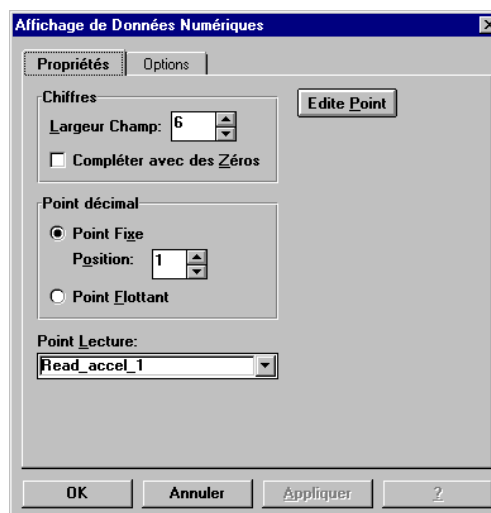 Affichage de Données Numériques
Propriétés Options
Chiffres
Largeur Champ: 6
Compléter avec des Zéros
Edite Point
Point décimal
Point Fixe
Position: 1
Point Flottant
Point Lecture:
Read_accel_1
OK Annuler Appliquer ?